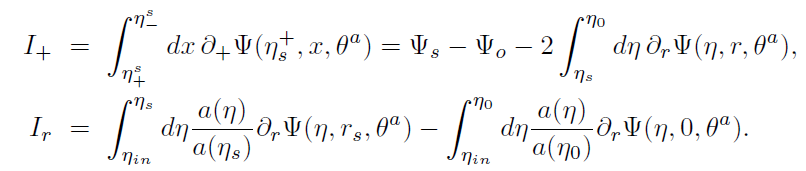 I_+ = \int_{\eta_+^s}^{\eta_-^s} dx \, \partial_+ \Psi(\eta_s^+, x, \theta^a) = \Psi_s - \Psi_o - 2 \int_{\eta_s}^{\eta_0} d\eta \, \partial_r \Psi(\eta, r, \theta^a),
I_r = \int_{\eta_{in}}^{\eta_s} d\eta \frac{a(\eta)}{a(\eta_s)} \partial_r \Psi(\eta, r_s, \theta^a) - \int_{\eta_{in}}^{\eta_0} d\eta \frac{a(\eta)}{a(\eta_0)} \partial_r \Psi(\eta, 0, \theta^a).